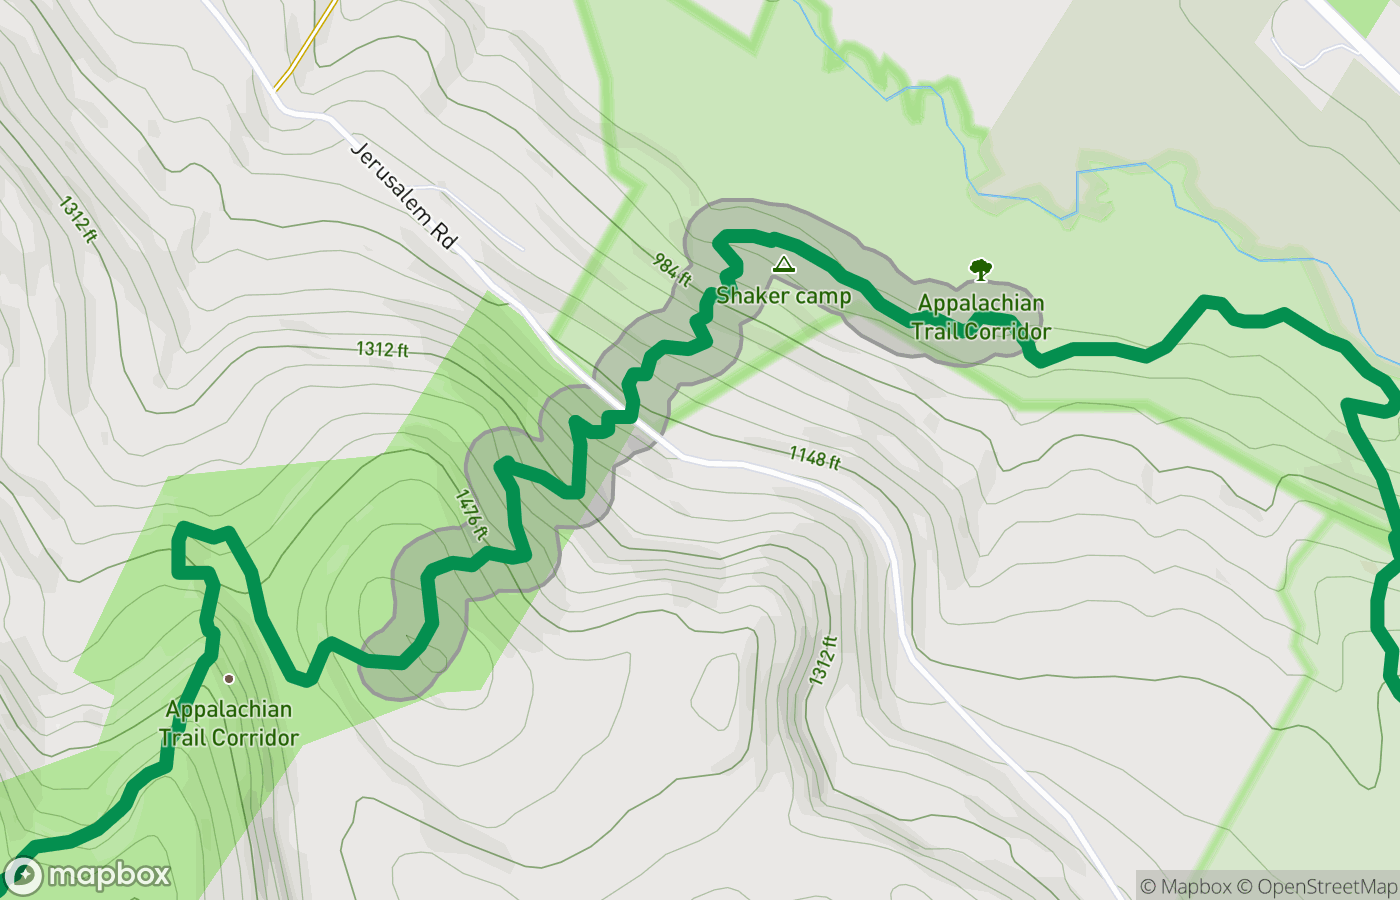 1312 ft
Jerusalem Rd
984 ft
Shaker camp
Appalachian
Trail Corridor
1312 ft
1148 ft
1476 ft
1312 ft
Appalachian
Trail Corridor
mapbox
© Mapbox © OpenStreetMap